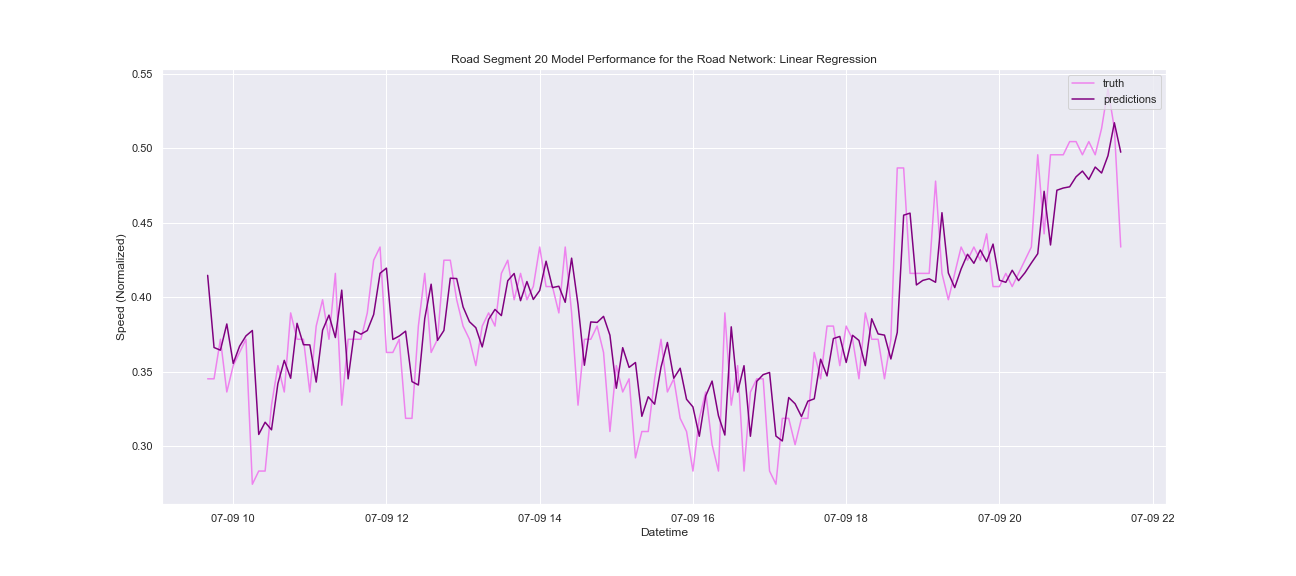 Road Segment 20 Model Performance for the Road Network: Linear Regression
truth
predictions
Speed (Normalized)
0.55
0.50
0.45
0.40
0.35
0.30
07-09 10
07-09 12
07-09 14
07-09 16
07-09 18
07-09 20
07-09 22
Datetime